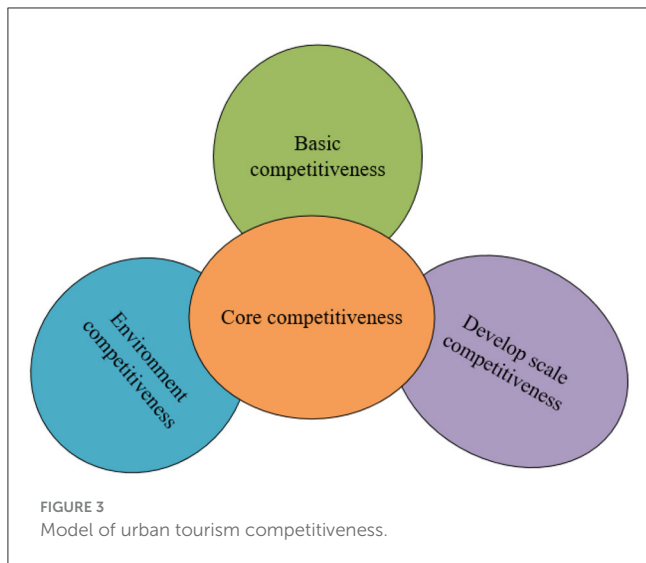 Basic
competitiveness
Core competitiveness
Environment
competitiveness
Develop scale
competitiveness
FIGURE 3
Model of urban tourism competitiveness.